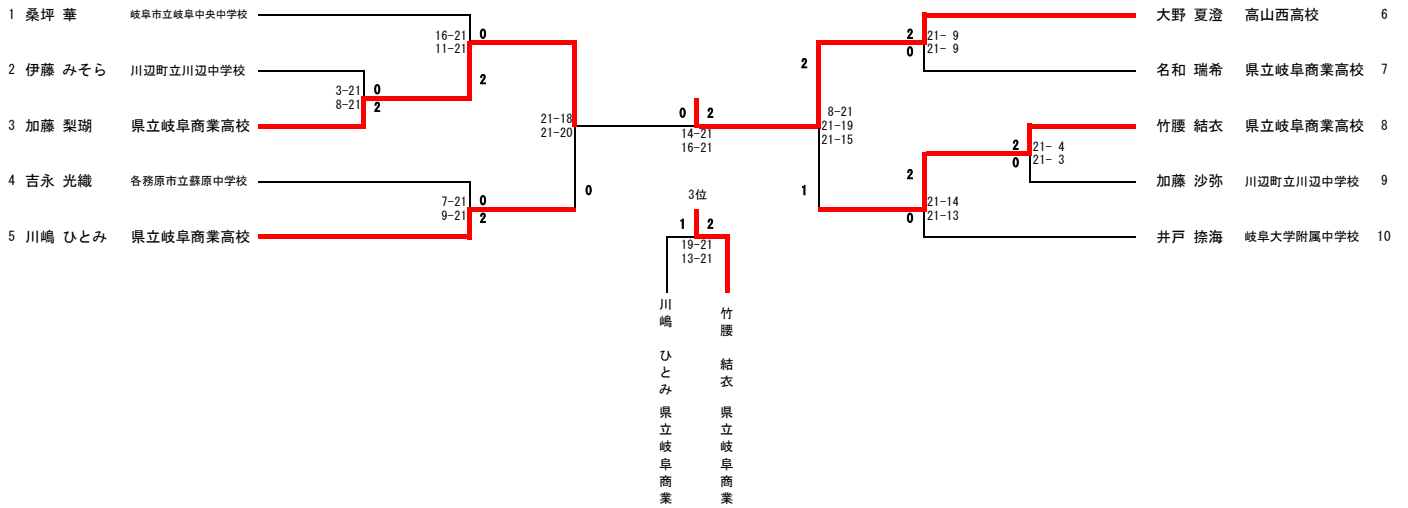 1 桑坪 華 岐阜市立岐阜中央中学校
16-21 0
11-21
2 伊藤 みそら 川辺町立川辺中学校
2
3-21 0
8-21 2
3 加藤 梨瑚 県立岐阜商業高校
21-18
21-20
4 吉永 光織 各務原市立蘇原中学校
0
7-21 0
9-21 2
5 川嶋 ひとみ 県立岐阜商業高校
0 2
14-21
16-21
3位
1 2
19-21
13-21
川嶋 ひとみ 県立岐阜商業
竹腰 結衣 県立岐阜商業
大野 夏澄 高山西高校 6
2 21- 9
0 21- 9
2
名和 瑞希 県立岐阜商業高校 7
8-21
21-19
21-15
竹腰 結衣 県立岐阜商業高校 8
2 21- 4
0 21- 3
2
加藤 沙弥 川辺町立川辺中学校 9
1
21-14
0 21-13
井戸 捺海 岐阜大学附属中学校 10